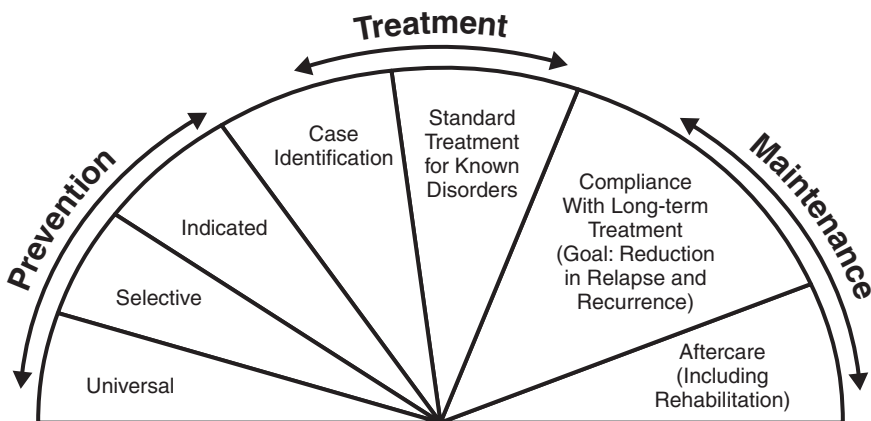 Treatment
Prevention
Maintenance
Universal
Selective
Indicated
Case
Identification
Standard
Treatment
for Known
Disorders
Compliance
With Long-term
Treatment
(Goal: Reduction
in Relapse and
Recurrence)
Aftercare
(Including
Rehabilitation)